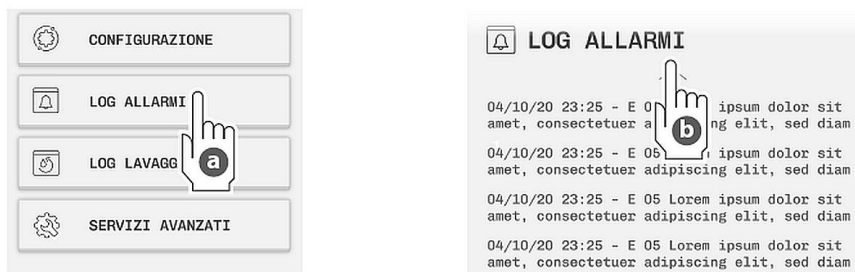 CONFIGURAZIONE
LOG ALLARMI
a
LOG LAVAGG
SERVIZI AVANZATI
LOG ALLARMI
b
04/10/20 23:25 - E 0 ipsum dolor sit
amet, consectetuer a ng elit, sed diam
04/10/20 23:25 - E 05 ipsum dolor sit
amet, consectetuer adipiscing elit, sed diam
04/10/20 23:25 - E 05 Lorem ipsum dolor sit
amet, consectetuer adipiscing elit, sed diam
04/10/20 23:25 - E 05 Lorem ipsum dolor sit
amet, consectetuer adipiscing elit, sed diam